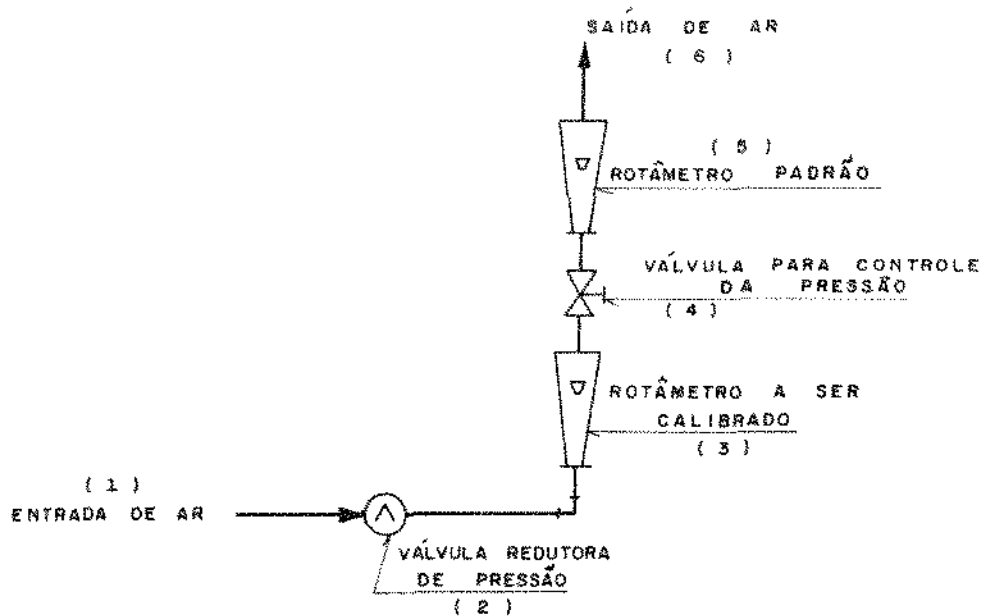 SAÍDA DE AR
( 6 )
( 5 )
ROTÂMETRO PADRÃO
VÁLVULA PARA CONTROLE
DA PRESSÃO
( 4 )
ROTÂMETRO A SER
CALIBRADO
( 3 )
( 1 )
ENTRADA DE AR
VÁLVULA REDUTORA
DE PRESSÃO
( 2 )